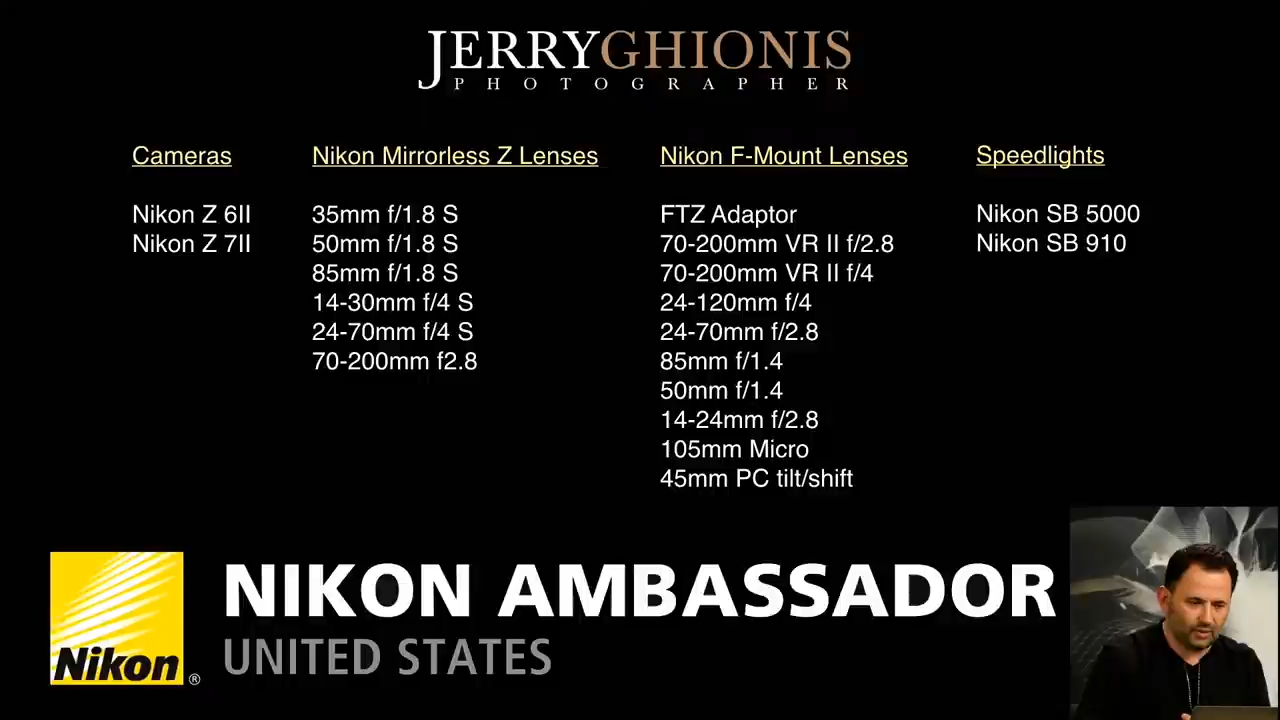 JERRYGHIONIS
PHOTOGRAPHER
Cameras
Nikon Z 6II
Nikon Z 7II
Nikon Mirrorless Z Lenses
35mm f/1.8 S
50mm f/1.8 S
85mm f/1.8 S
14-30mm f/4 S
24-70mm f/4 S
70-200mm f2.8
Nikon F-Mount Lenses
FTZ Adaptor
70-200mm VR II f/2.8
70-200mm VR II f/4
24-120mm f/4
24-70mm f/2.8
85mm f/1.4
50mm f/1.4
14-24mm f/2.8
105mm Micro
45mm PC tilt/shift
Speedlights
Nikon SB 5000
Nikon SB 910
Nikon®
NIKON AMBASSADOR
UNITED STATES